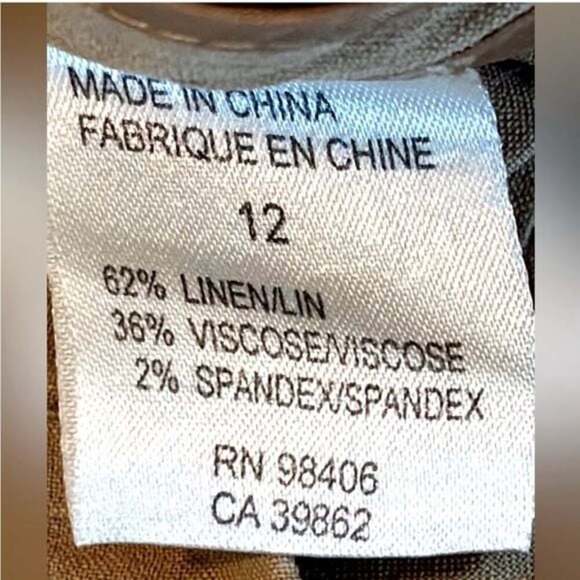 MADE IN CHINA
FABRIQUE EN CHINE
12
62% LINEN/LIN
36% VISCOSE/VISCOSE
2% SPANDEX/SPANDEX
RN 98406
CA 39862